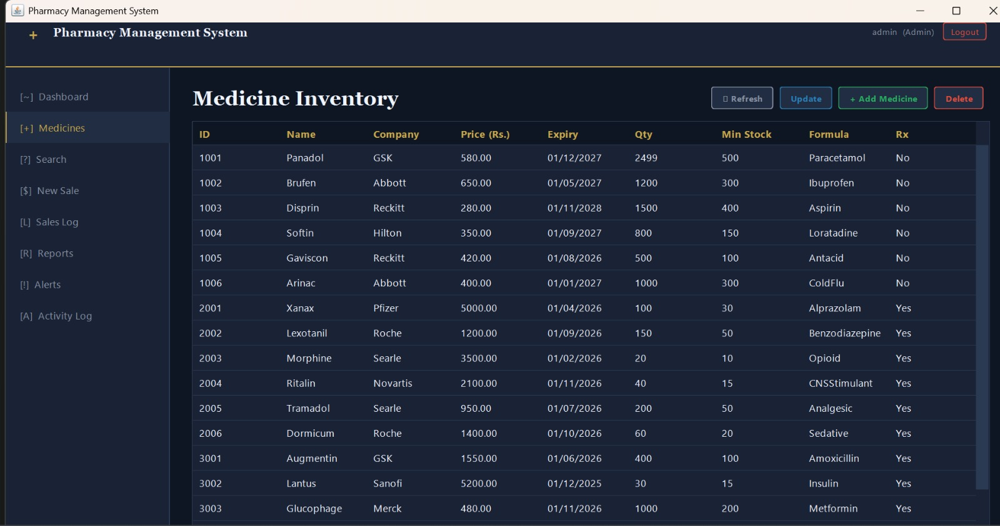 Pharmacy Management System
+ Pharmacy Management System admin (Admin) Logout
[~] Dashboard
[+] Medicines
[?] Search
[$] New Sale
[L] Sales Log
[R] Reports
[!] Alerts
[A] Activity Log
Medicine Inventory Refresh Update + Add Medicine Delete
ID Name Company Price (Rs.) Expiry Qty Min Stock Formula Rx
1001 Panadol GSK 580.00 01/12/2027 2499 500 Paracetamol No
1002 Brufen Abbott 650.00 01/05/2027 1200 300 Ibuprofen No
1003 Disprin Reckitt 280.00 01/11/2028 1500 400 Aspirin No
1004 Softin Hilton 350.00 01/09/2027 800 150 Loratadine No
1005 Gaviscon Reckitt 420.00 01/08/2026 500 100 Antacid No
1006 Arinac Abbott 400.00 01/01/2027 1000 300 ColdFlu No
2001 Xanax Pfizer 5000.00 01/04/2026 100 30 Alprazolam Yes
2002 Lexotanil Roche 1200.00 01/09/2026 150 50 Benzodiazepine Yes
2003 Morphine Searle 3500.00 01/02/2026 20 10 Opioid Yes
2004 Ritalin Novartis 2100.00 01/11/2026 40 15 CNSStimulant Yes
2005 Tramadol Searle 950.00 01/07/2026 200 50 Analgesic Yes
2006 Dormicum Roche 1400.00 01/10/2026 60 20 Sedative Yes
3001 Augmentin GSK 1550.00 01/06/2026 400 100 Amoxicillin Yes
3002 Lantus Sanofi 5200.00 01/12/2025 30 15 Insulin Yes
3003 Glucophage Merck 480.00 01/11/2026 1000 200 Metformin Yes